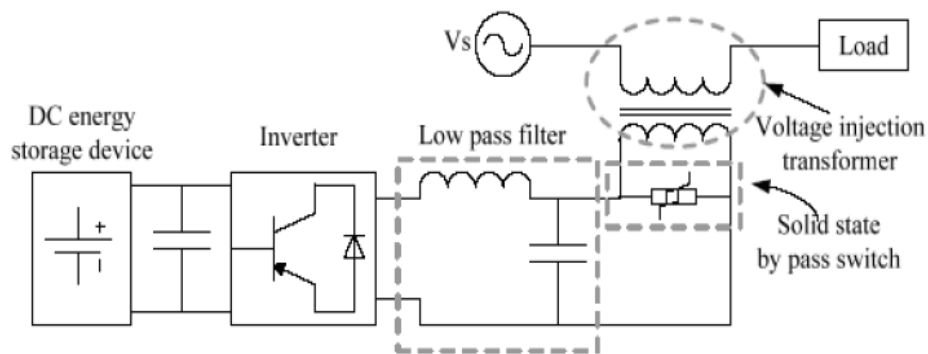 Vs
Load
DC energy
storage device
Inverter
Low pass filter
Voltage injection
transformer
Solid state
by pass switch
+